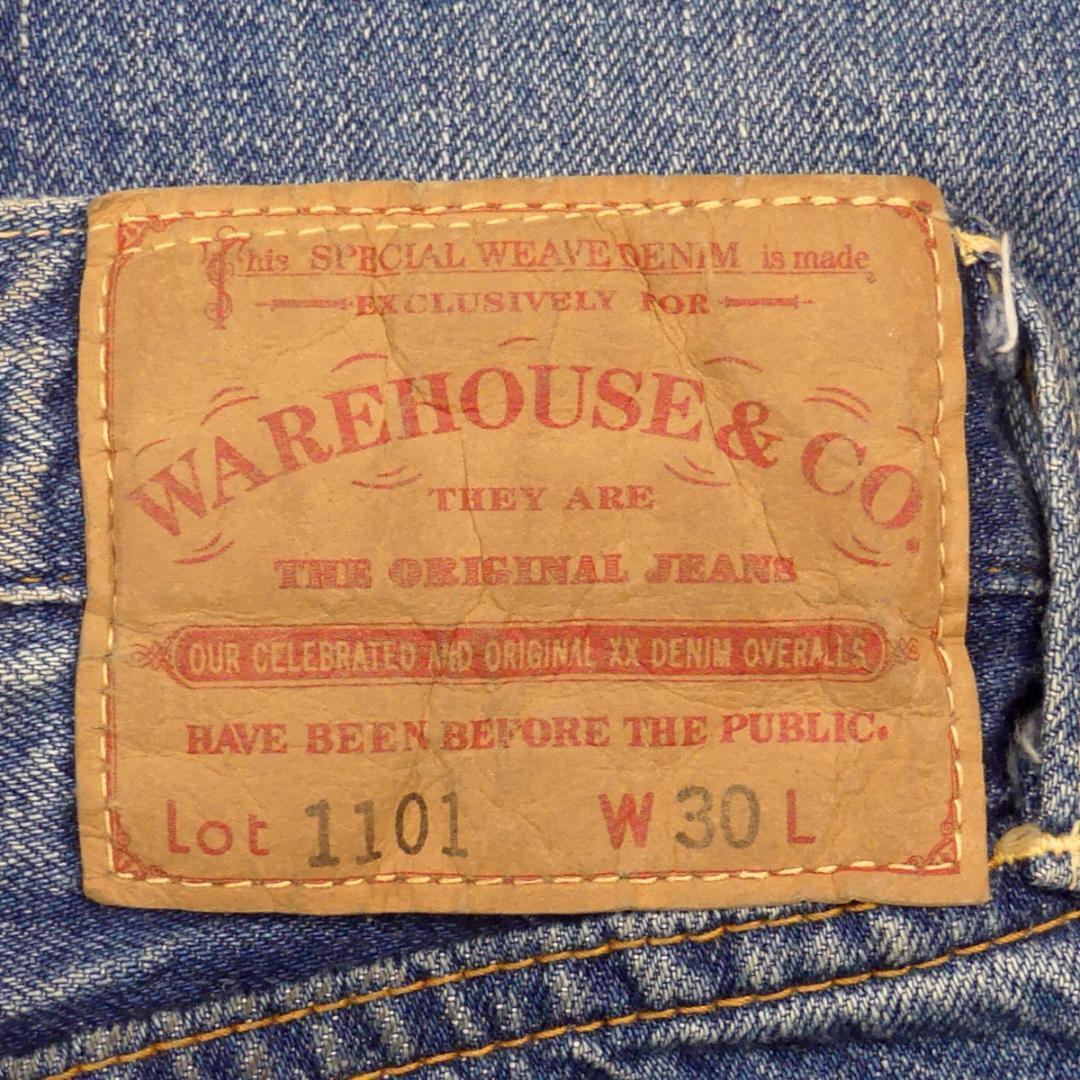 This SPECIAL WEAVE DENIM is made
EXCLUSIVELY FOR
WAREHOUSE & CO.
THEY ARE
THE ORIGINAL JEANS
OUR CELEBRATED AND ORIGINAL XX DENIM OVERALLS
HAVE BEEN BEFORE THE PUBLIC.
Lot 1101 W 30 L